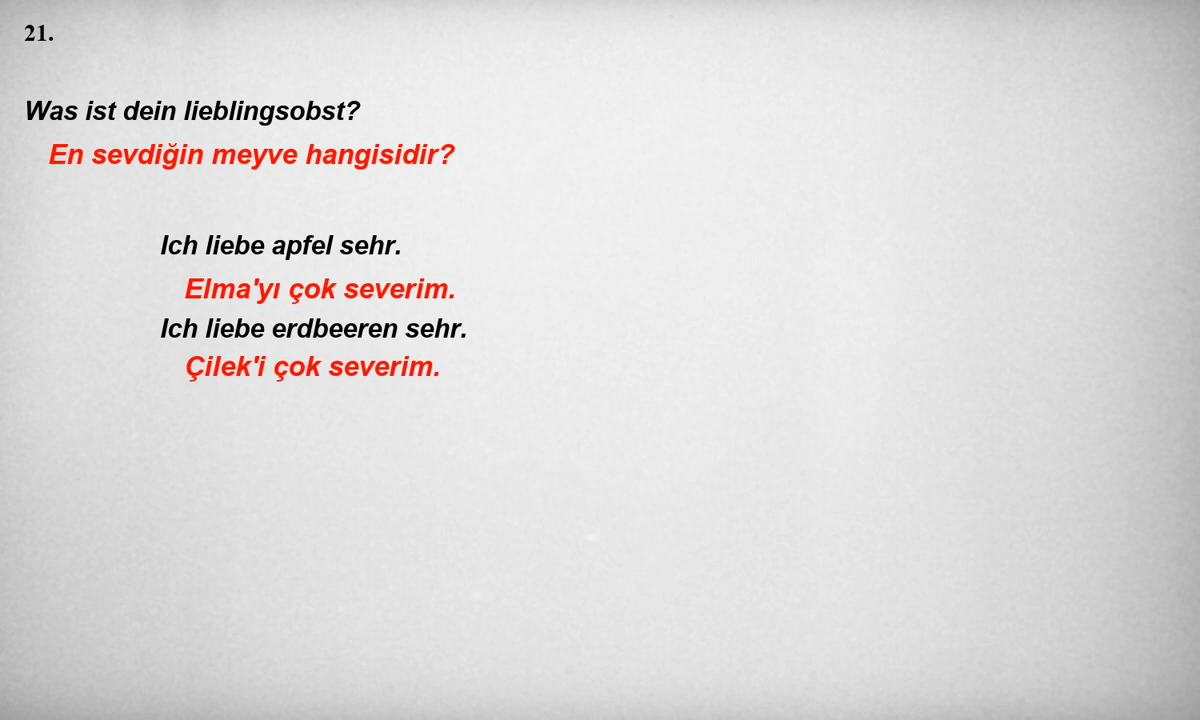 21.
Was ist dein lieblingsobst?
En sevdiğin meyve hangisidir?
Ich liebe apfel sehr.
Elma'yı çok severim.
Ich liebe erdbeeren sehr.
Çilek'i çok severim.